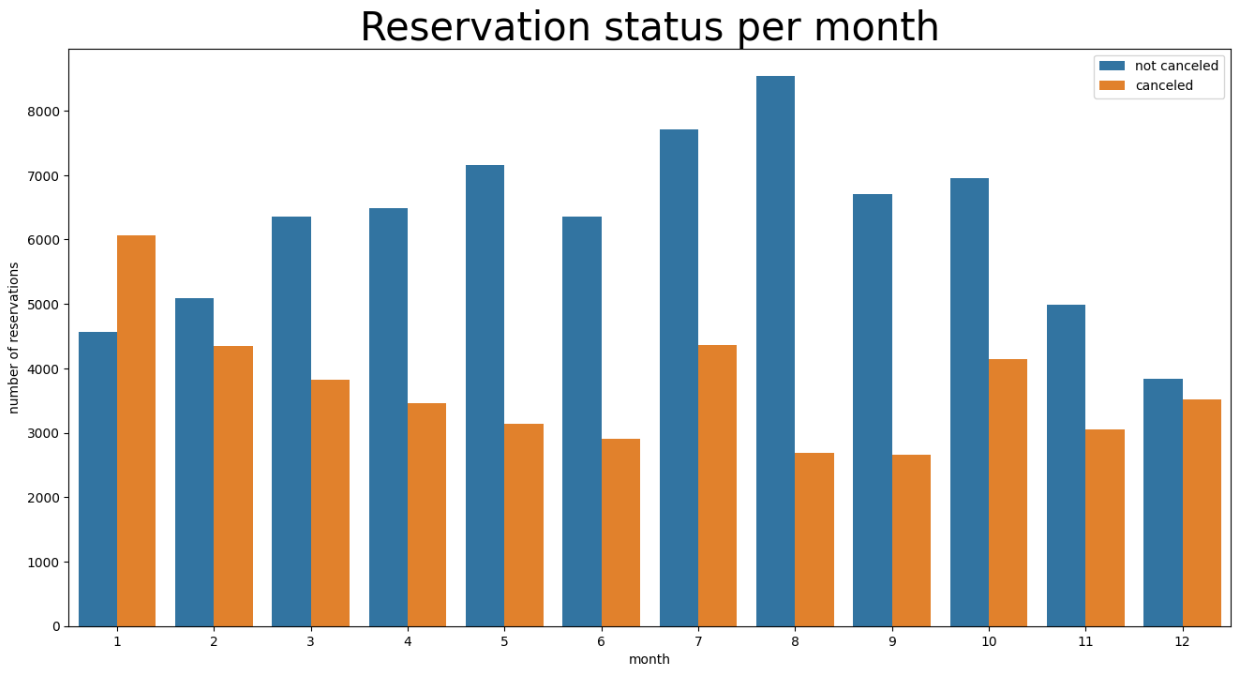 Reservation status per month
not canceled
canceled
8000
7000
6000
5000
4000
3000
2000
1000
0
number of reservations
1 2 3 4 5 6 7 8 9 10 11 12
month